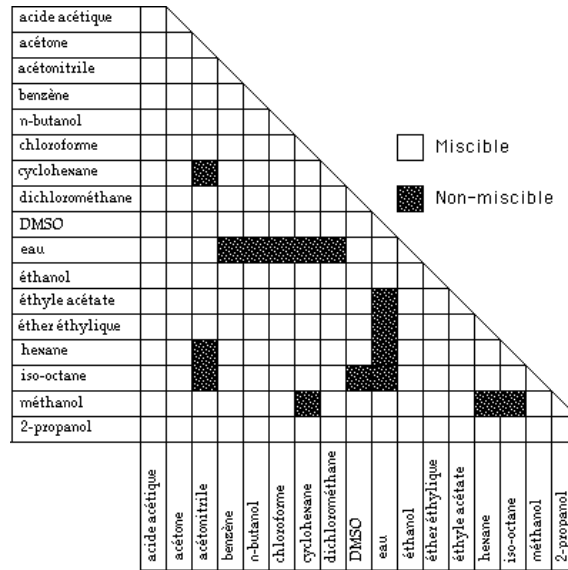 acide acétique
acétone
acétonitrile
benzène
n-butanol
chloroforme
cyclohexane
dichlorométhane
DMSO
eau
éthanol
éthyle acétate
éther éthylique
hexane
iso-octane
méthanol
2-propanol
Miscible
Non-miscible
acide acétique
acétone
acétonitrile
benzène
n-butanol
chloroforme
cyclohexane
dichlorométhane
DMSO
eau
éthanol
éther éthylique
éthyle acétate
hexane
iso-octane
méthanol
2-propanol